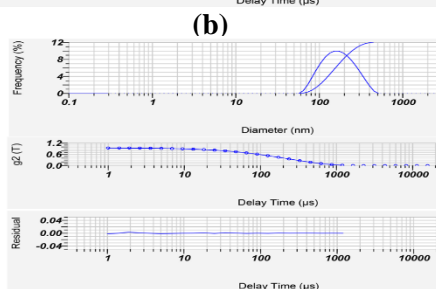 Delay Time (µs)
(b)
Frequency (%)
12
8
4
0
0.1 1 10 100 1000
Diameter (nm)
g2 (T)
1.2
0.6
0.0
1 10 100 1000 10000
Delay Time (µs)
Residual
0.04
0.00
-0.04
1 10 100 1000 10000
Delay Time (µs)